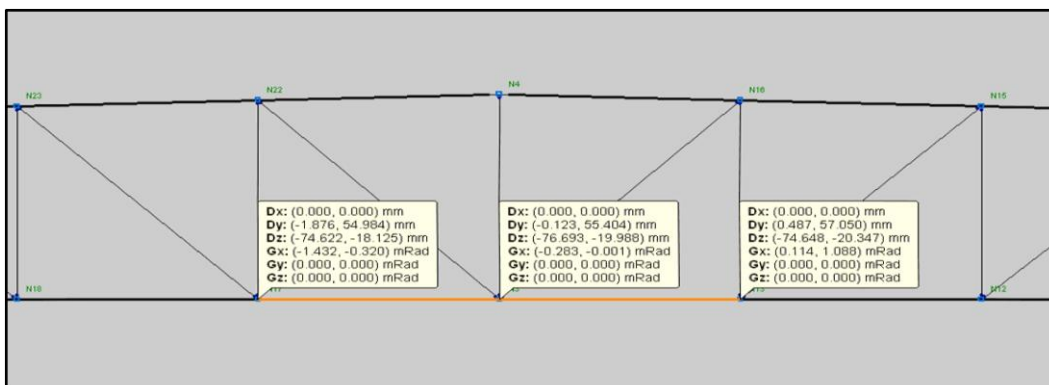 N4
N22
N16
N23
N15
Dx: (0.000, 0.000) mm
Dy: (-1.876, 54.984) mm
Dz: (-74.622, -18.125) mm
Gx: (-1.432, -0.320) mRad
Gy: (0.000, 0.000) mRad
Gz: (0.000, 0.000) mRad
Dx: (0.000, 0.000) mm
Dy: (-0.123, 55.404) mm
Dz: (-76.693, -19.988) mm
Gx: (-0.283, -0.001) mRad
Gy: (0.000, 0.000) mRad
Gz: (0.000, 0.000) mRad
Dx: (0.000, 0.000) mm
Dy: (0.487, 57.050) mm
Dz: (-74.648, -20.347) mm
Gx: (0.114, 1.088) mRad
Gy: (0.000, 0.000) mRad
Gz: (0.000, 0.000) mRad
N18
N12